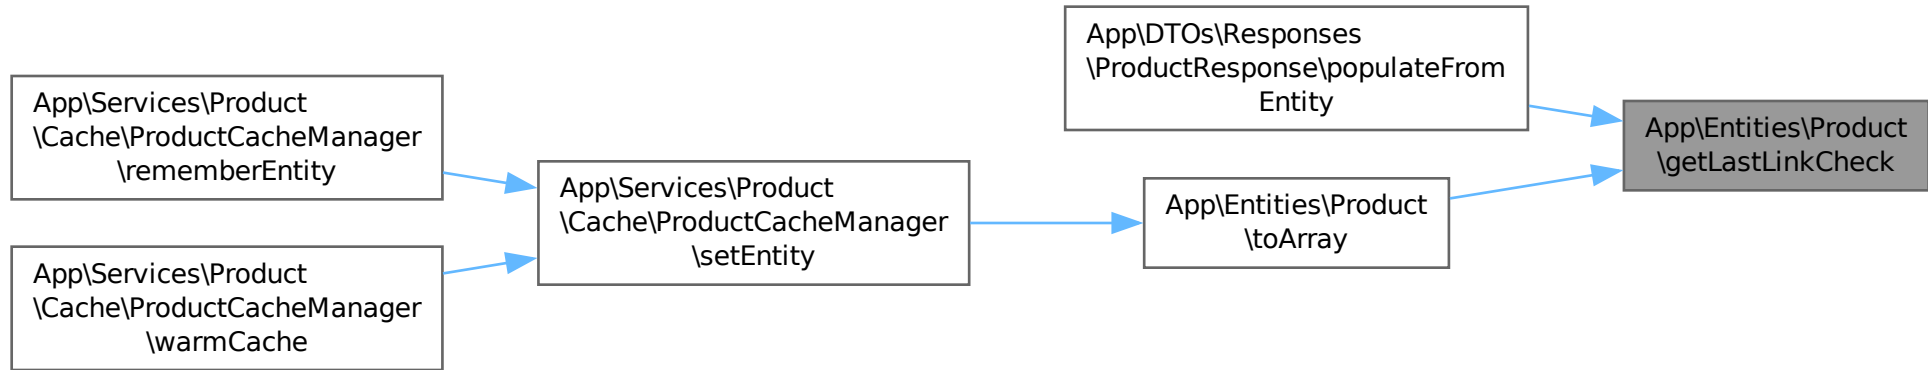 App\Services\Product
\Cache\ProductCacheManager
\rememberEntity
App\Services\Product
\Cache\ProductCacheManager
\warmCache
App\Services\Product
\Cache\ProductCacheManager
\setEntity
App\DTOs\Responses
\ProductResponse\populateFrom
Entity
App\Entities\Product
\toArray
App\Entities\Product
\getLastLinkCheck